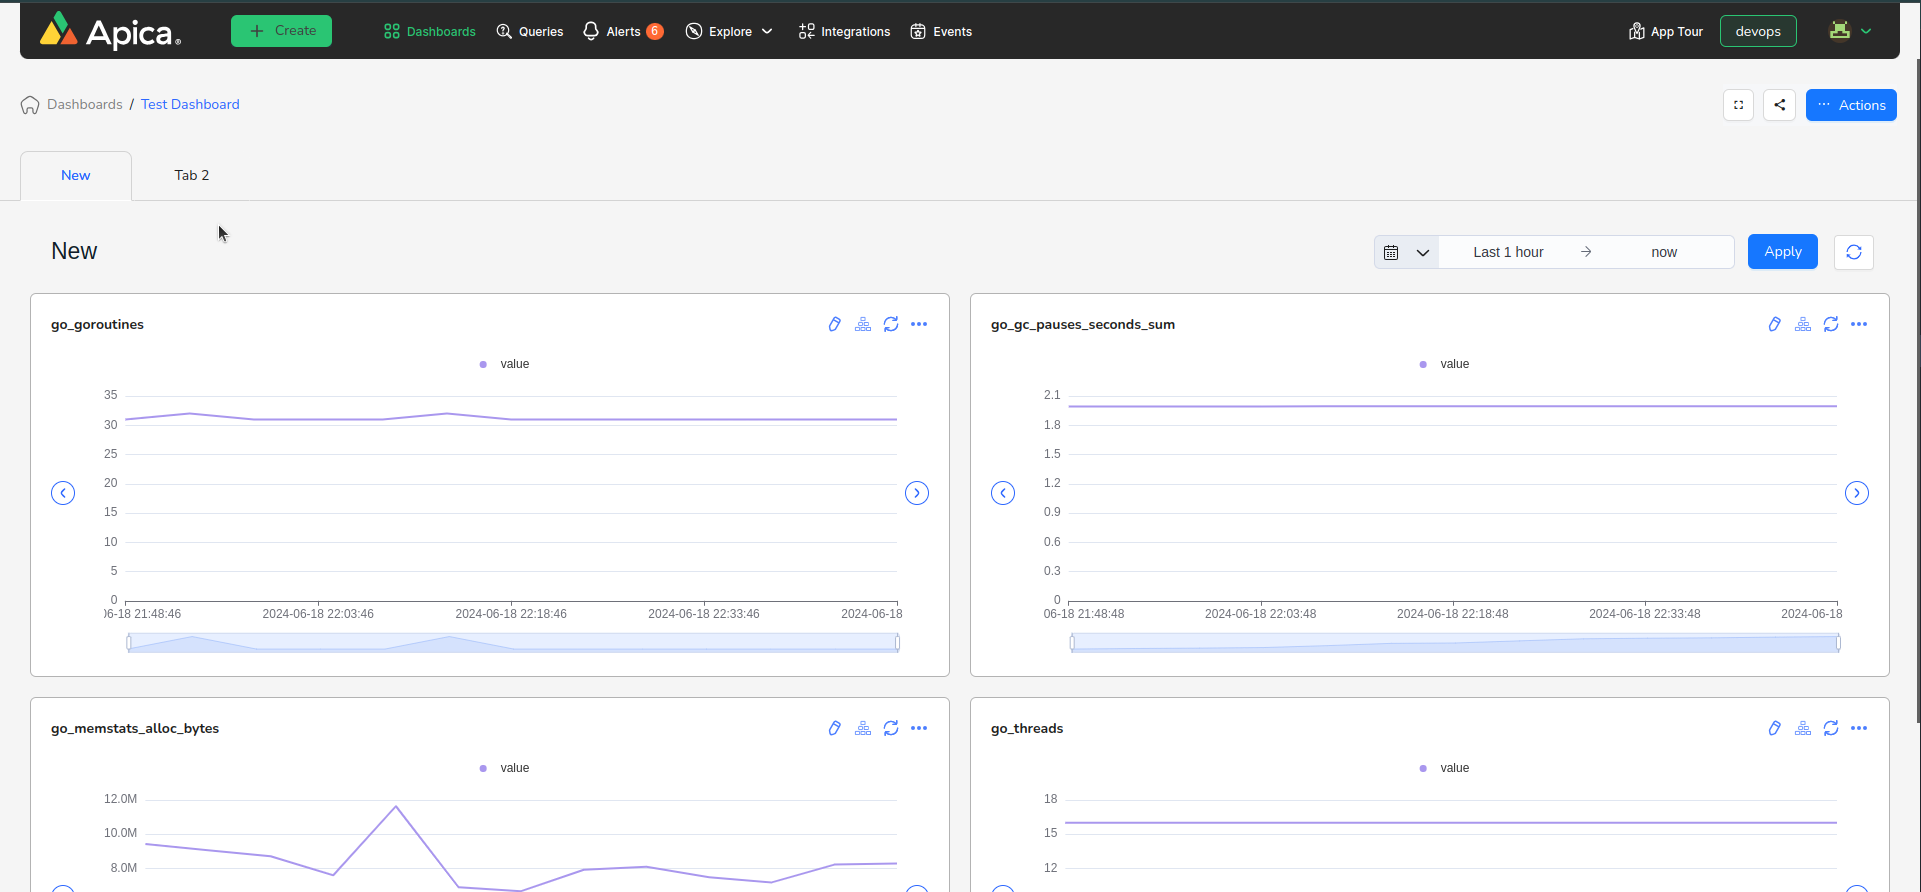 Apica®
Create
Dashboards
Queries
Alerts 6
Explore
Integrations
Events
App Tour
devops
Dashboards / Test Dashboard
Actions
New
Tab 2
New
Last 1 hour → now
Apply
go_goroutines
value
35
30
25
20
15
10
5
0
06-18 21:48:46 2024-06-18 22:03:46 2024-06-18 22:18:46 2024-06-18 22:33:46 2024-06-18
go_gc_pauses_seconds_sum
value
2.1
1.8
1.5
1.2
0.9
0.6
0.3
0
06-18 21:48:48 2024-06-18 22:03:48 2024-06-18 22:18:48 2024-06-18 22:33:48 2024-06-18
go_memstats_alloc_bytes
value
12.0M
10.0M
8.0M
go_threads
value
18
15
12